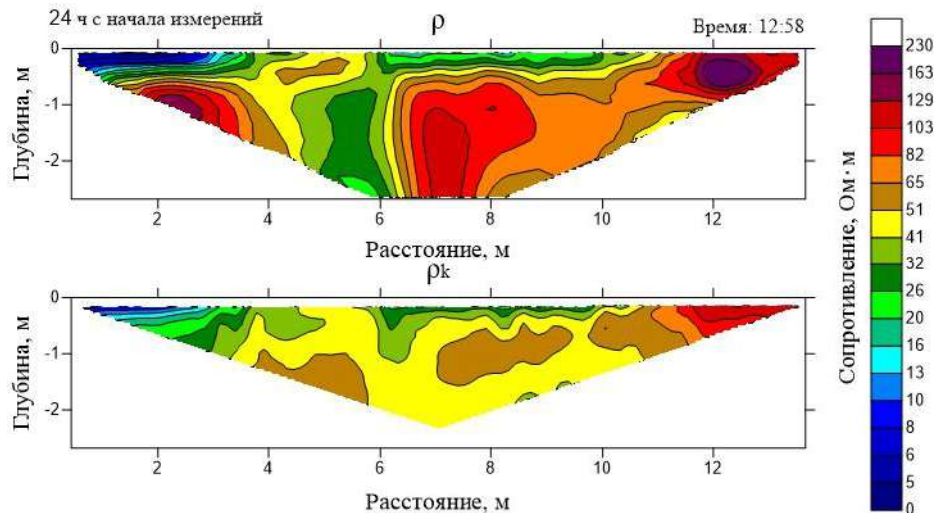 24 ч с начала измерений
ρ
Время: 12:58
0
-1
-2
Глубина, м
2 4 6 8 10 12
Расстояние, м
ρk
0
-1
-2
Глубина, м
2 4 6 8 10 12
Расстояние, м
Сопротивление, Ом·м
230
163
129
103
82
65
51
41
32
26
20
16
13
10
8
6
5
0